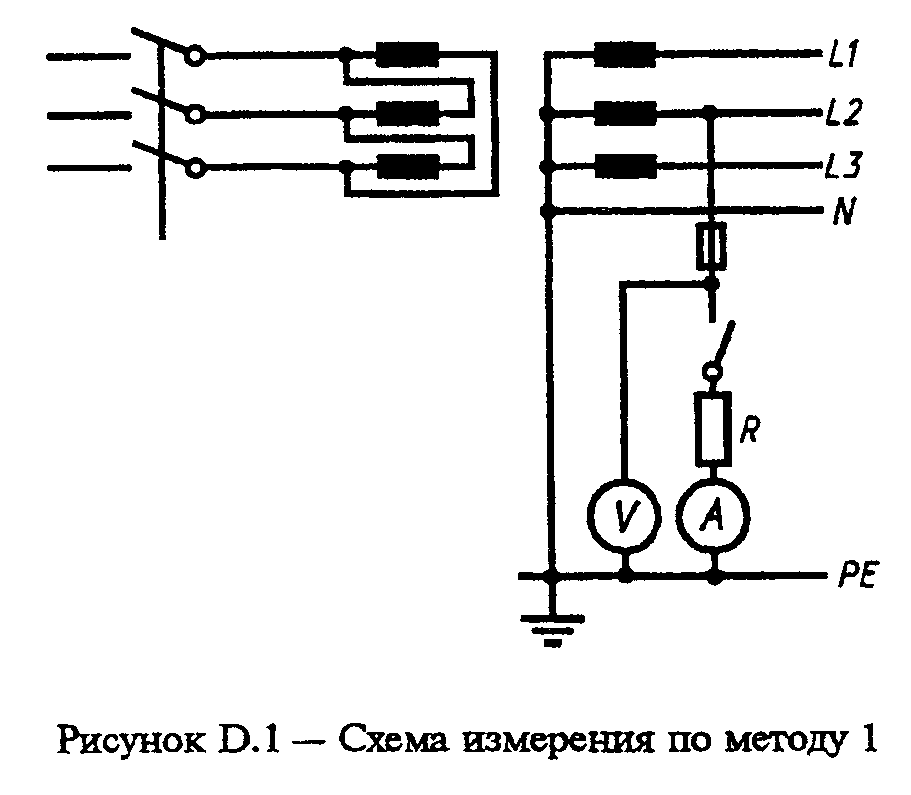 L1
L2
L3
N
R
V
A
PE
Рисунок D.1 — Схема измерения по методу 1